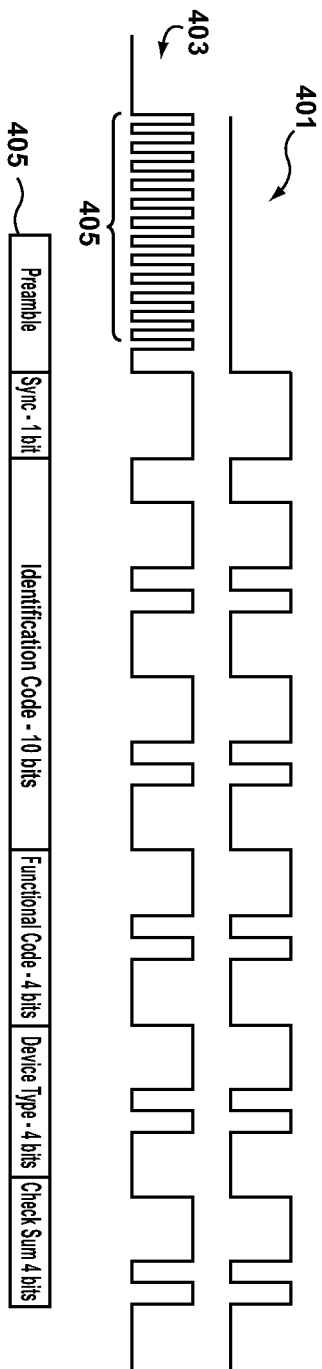 401
403
405
405
Preamble
Sync - 1 bit
Identification Code - 10 bits
Functional Code - 4 bits
Device Type - 4 bits
Check Sum 4 bits